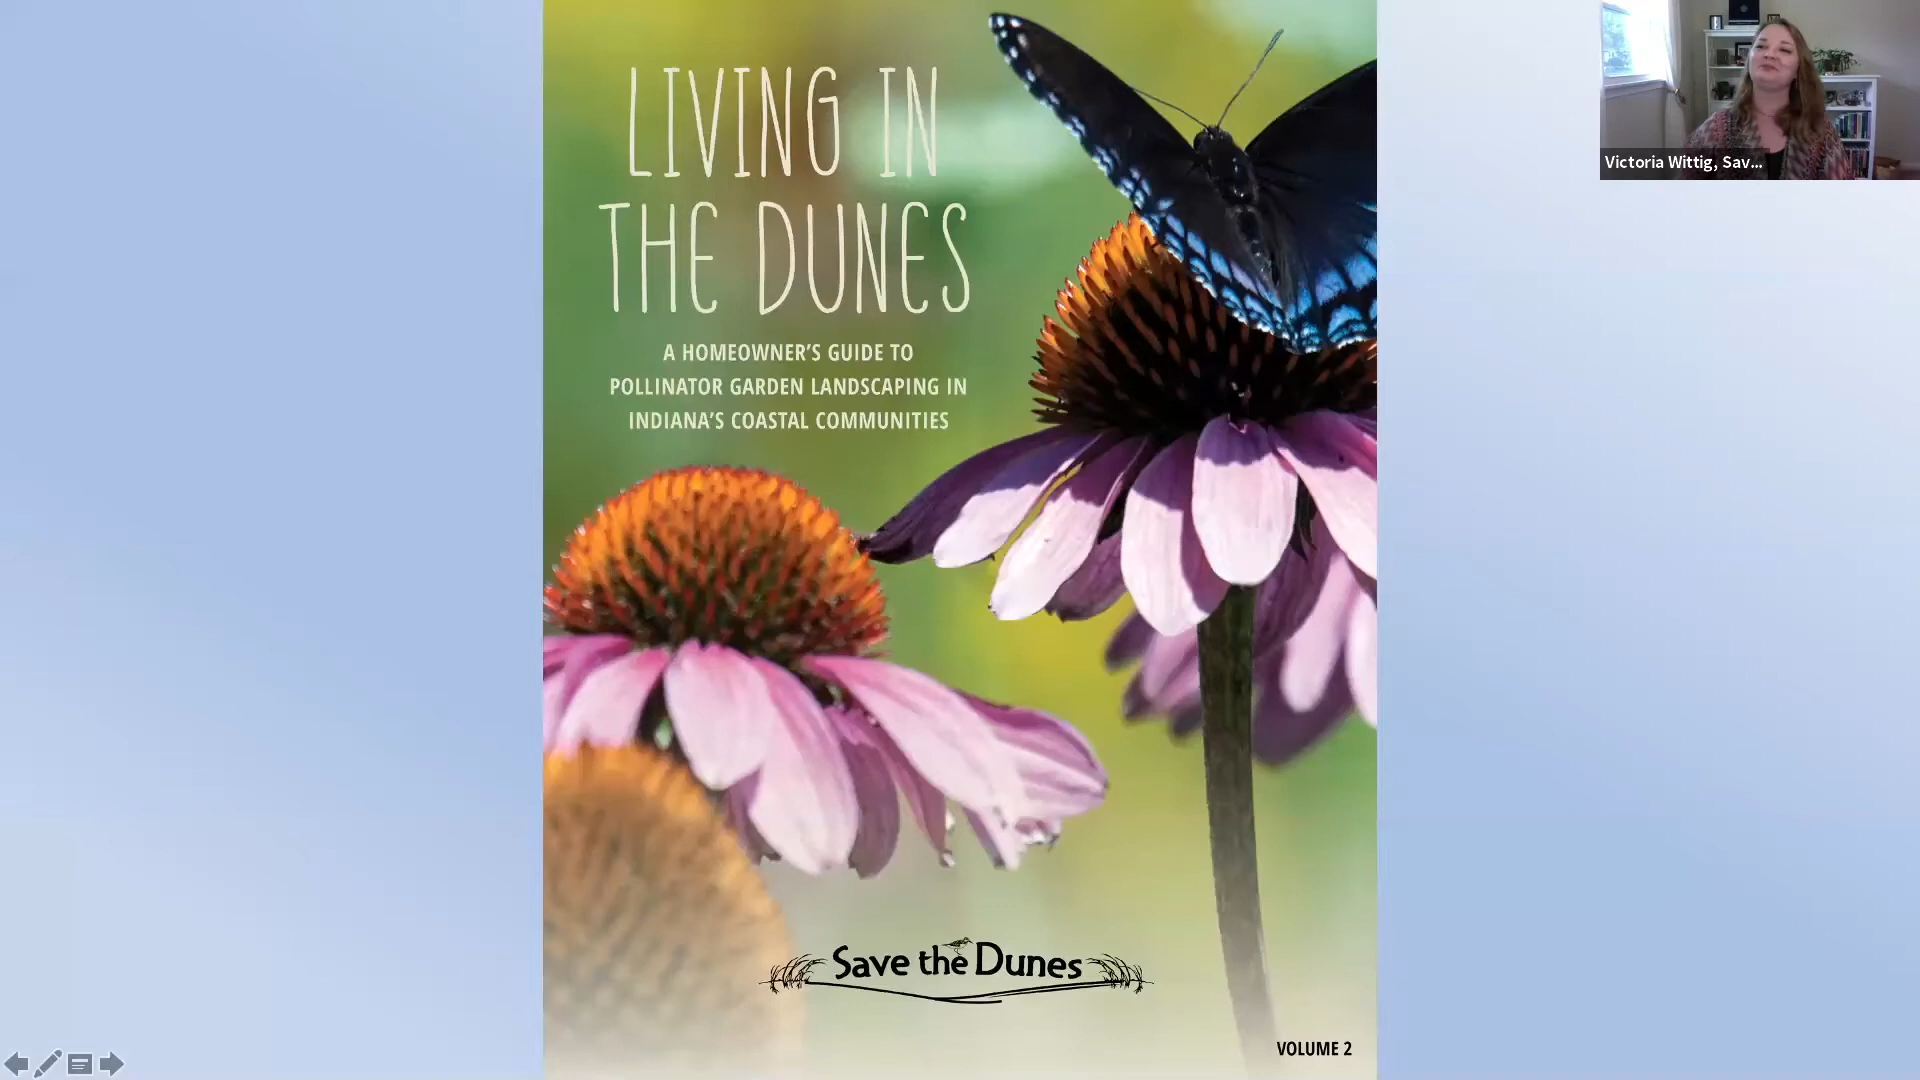 LIVING IN
THE DUNES
A HOMEOWNER'S GUIDE TO
POLLINATOR GARDEN LANDSCAPING IN
INDIANA'S COASTAL COMMUNITIES
Save the Dunes
VOLUME 2
Victoria Wittig, Sav...